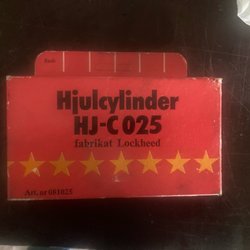 Hjulcylinder
HJ-C 025
fabrikat Lockheed
Art. nr 081025